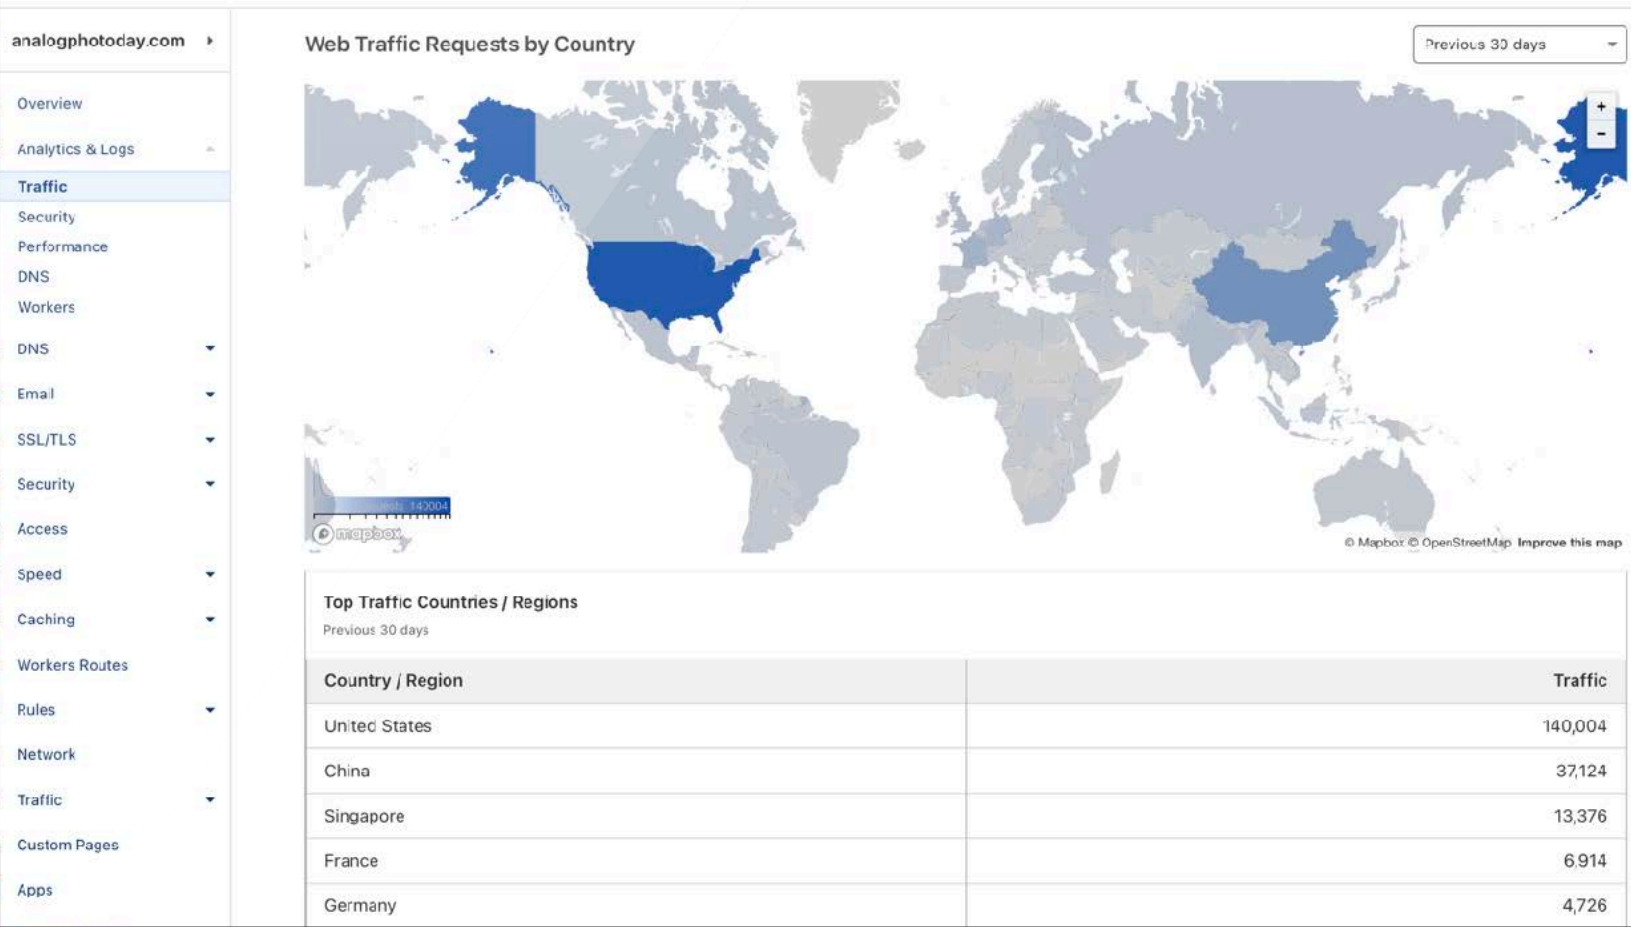 analogphotoday.com
Overview
Analytics & Logs
Traffic
Security
Performance
DNS
Workers
DNS
Email
SSL/TLS
Security
Access
Speed
Caching
Workers Routes
Rules
Network
Traffic
Custom Pages
Apps
Web Traffic Requests by Country
Previous 30 days
+
-
140004
mapbox
© Mapbox © OpenStreetMap Improve this map
Top Traffic Countries / Regions
Previous 30 days
Country / Region Traffic
United States 140,004
China 37,124
Singapore 13,376
France 6,914
Germany 4,726